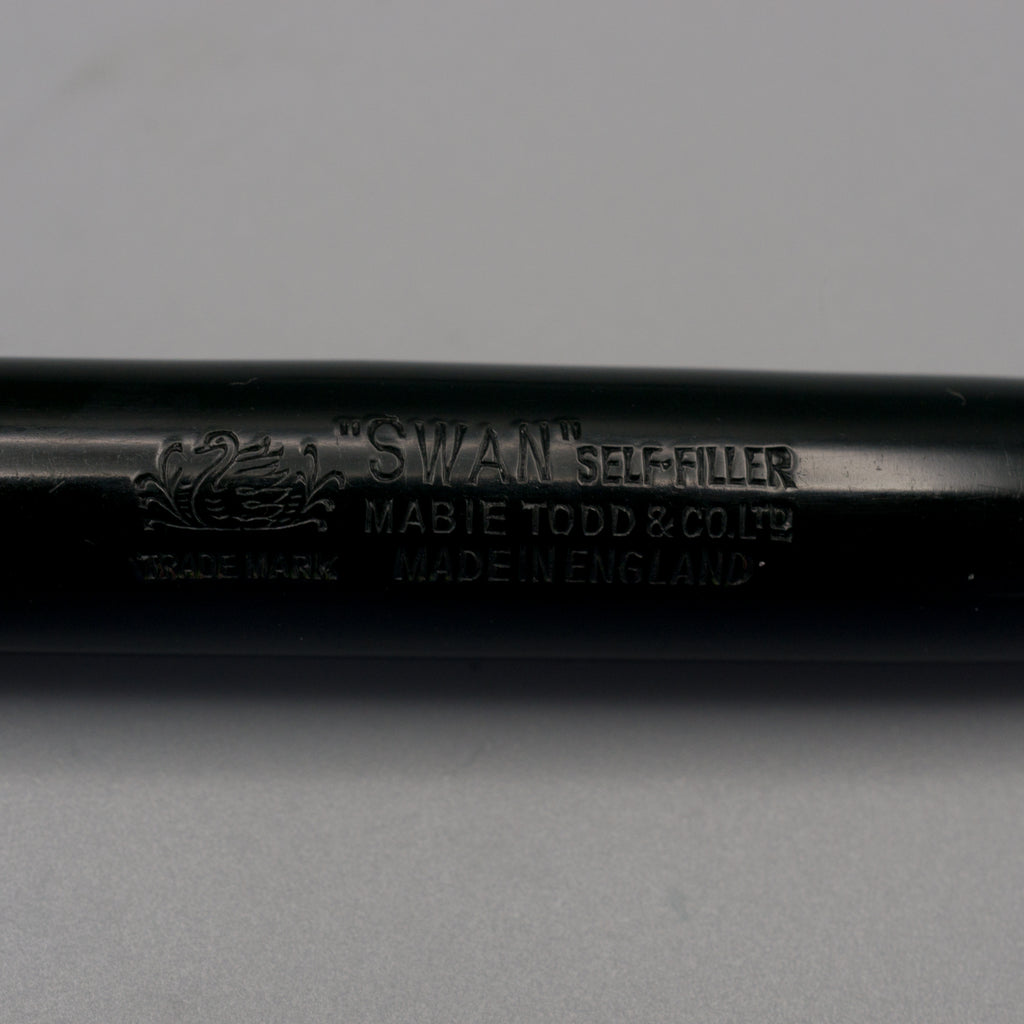 "SWAN" SELF-FILLER
MABIE TODD & CO. LTD
TRADE MARK MADE IN ENGLAND